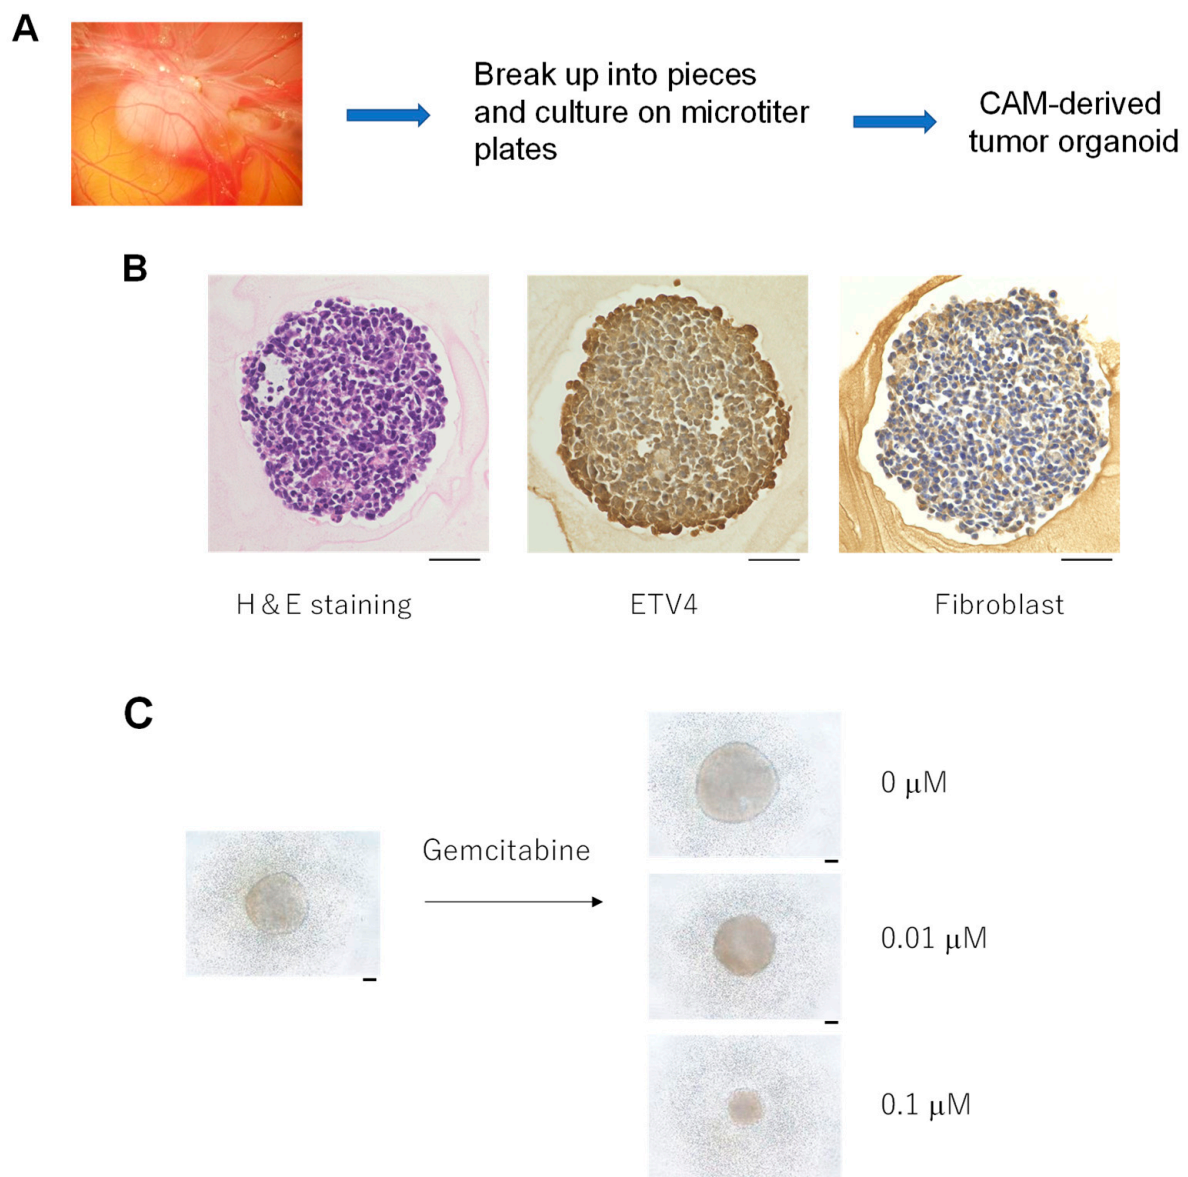 A
Break up into pieces
and culture on microtiter
plates
CAM-derived
tumor organoid
B
H & E staining
ETV4
Fibroblast
C
Gemcitabine
0 μM
0.01 μM
0.1 μM